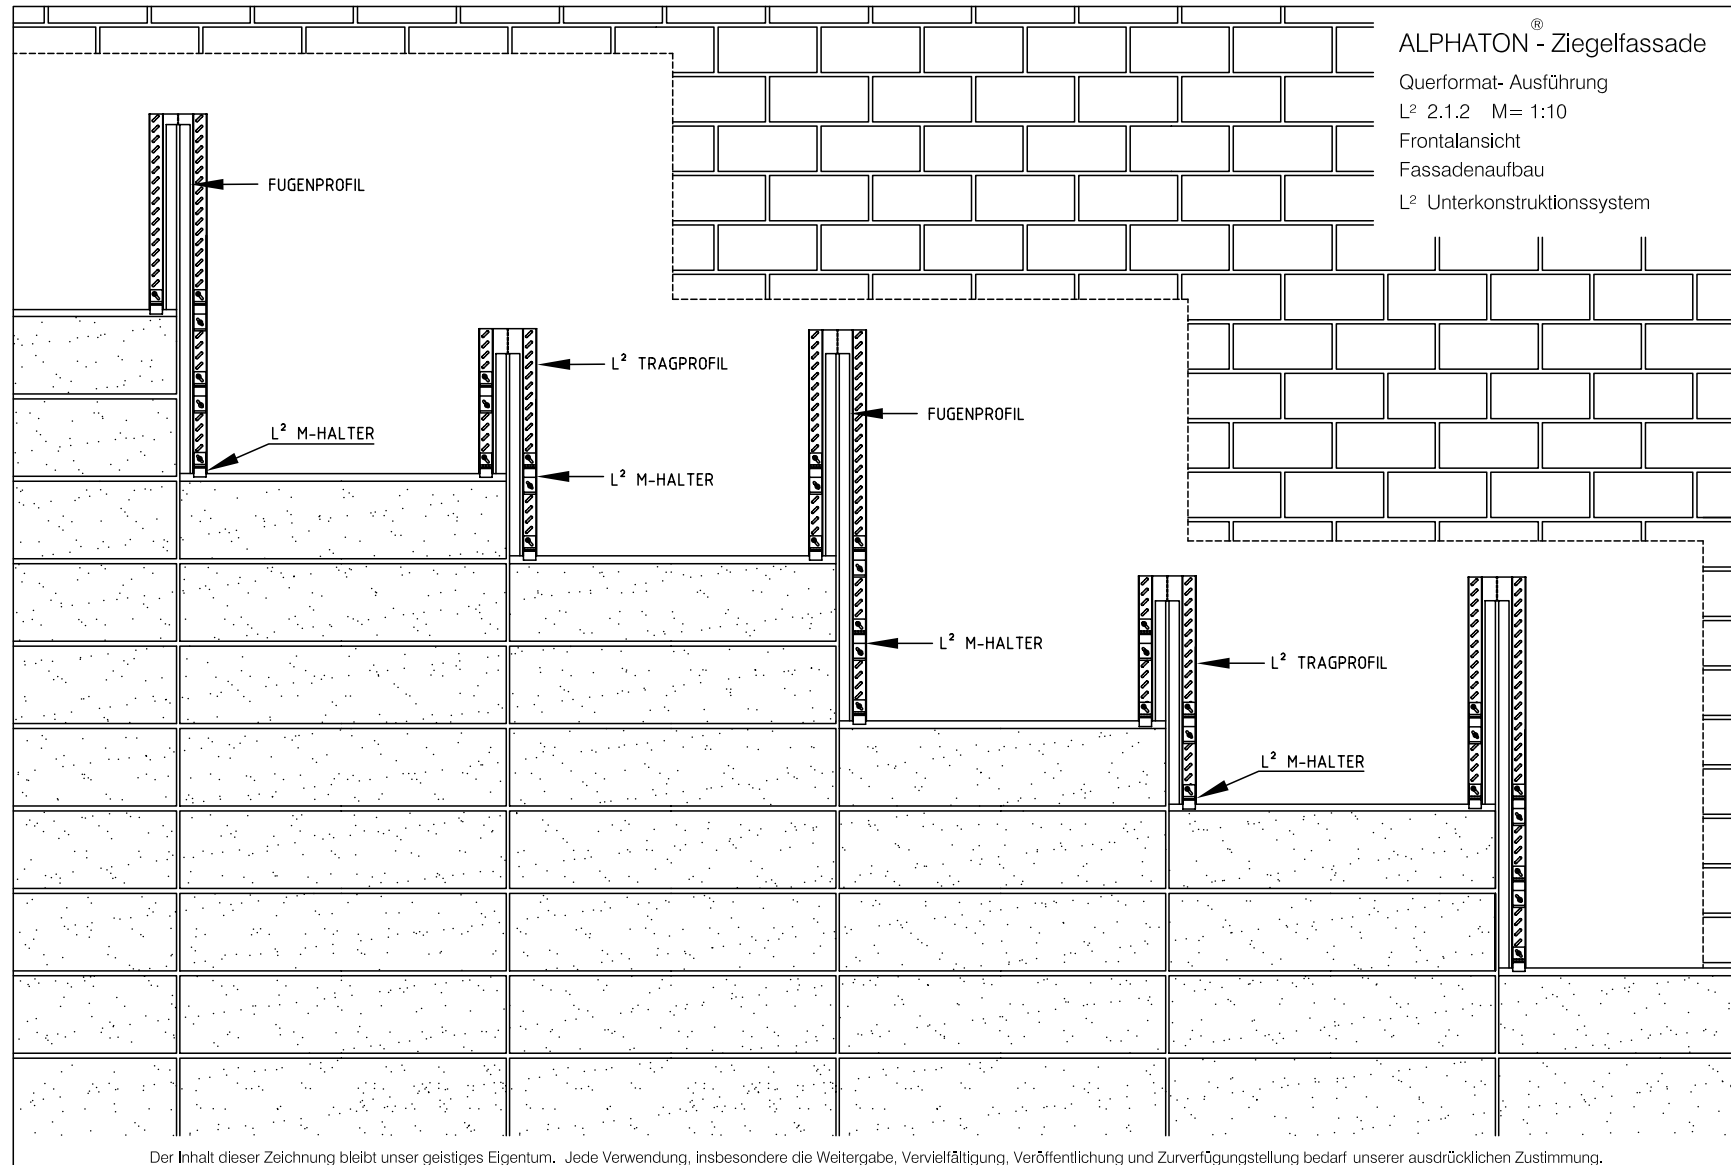 ALPHATON® - Ziegelfassade
Querformat- Ausführung
L² 2.1.2 M= 1:10
Frontalansicht
Fassadenaufbau
L² Unterkonstruktionssystem
FUGENPROFIL
L² TRAGPROFIL
FUGENPROFIL
L² M-HALTER
L² M-HALTER
L² M-HALTER
L² TRAGPROFIL
L² M-HALTER
Der Inhalt dieser Zeichnung bleibt unser geistiges Eigentum. Jede Verwendung, insbesondere die Weitergabe, Vervielfältigung, Veröffentlichung und Zurverfügungstellung bedarf unserer ausdrücklichen Zustimmung.